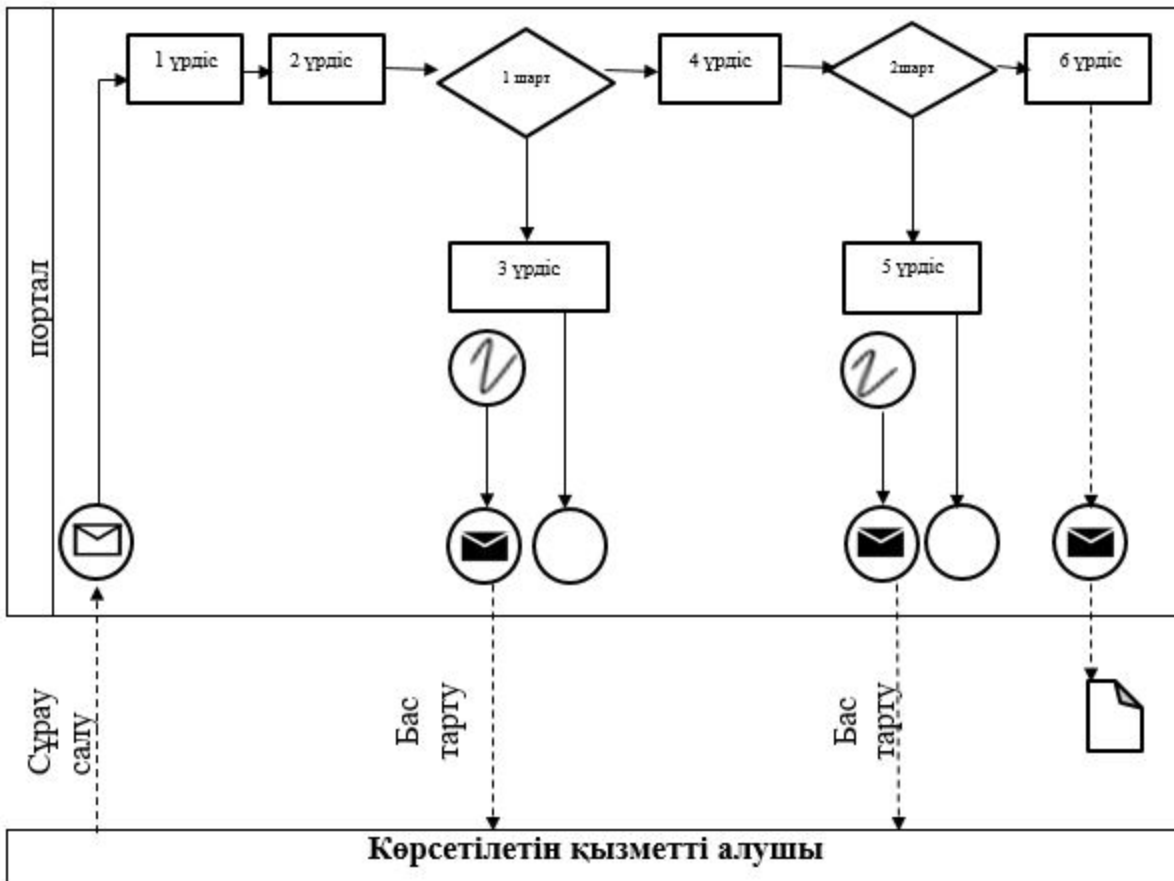 1 үрдіс
2 үрдіс
1 шарт
4 үрдіс
2шарт
6 үрдіс
3 үрдіс
5 үрдіс
портал
Сұрау
салу
Бас
тарту
Бас
тарту
Көрсетілетін қызметті алушы